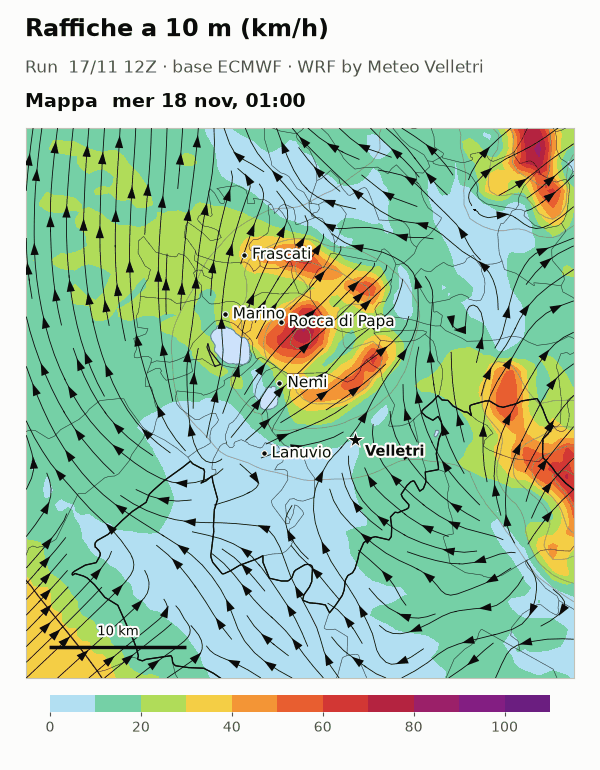 Raffiche a 10 m (km/h)
Run 17/11 12Z · base ECMWF · WRF by Meteo Velletri
Mappa mer 18 nov, 01:00
Frascati
Marino
Rocca di Papa
Nemi
Velletri
Lanuvio
10 km
0 20 40 60 80 100